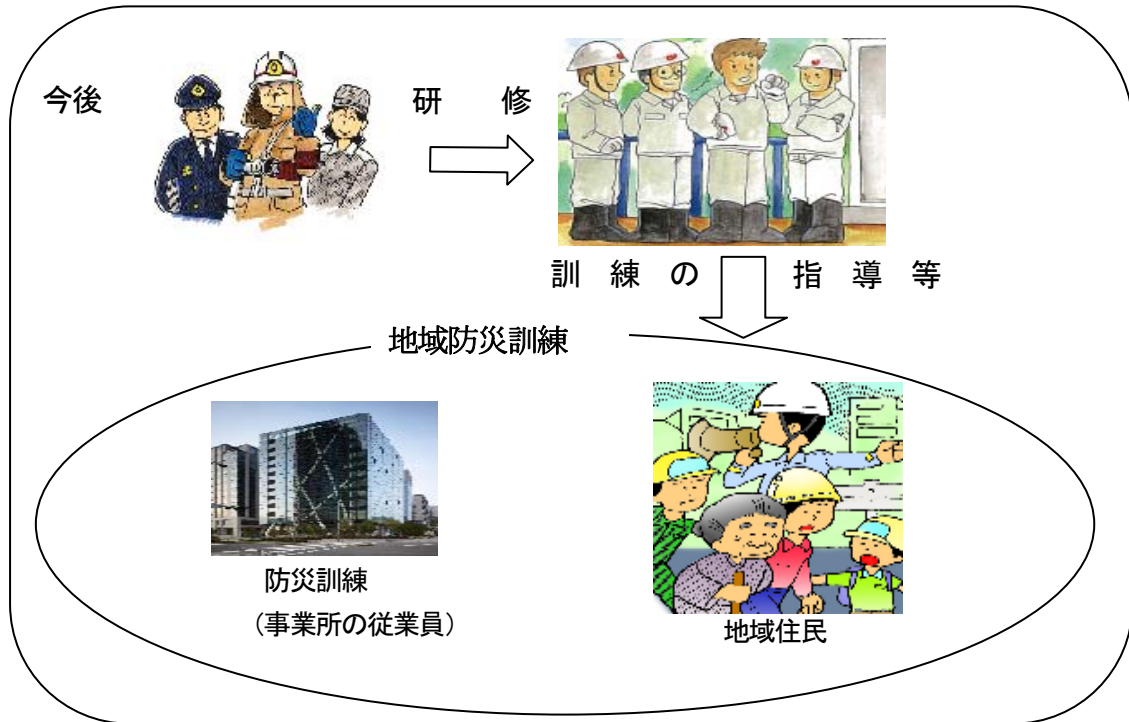 今後
研 修
訓 練 の 指 導 等
地域防災訓練
防災訓練
（事業所の従業員）
地域住民